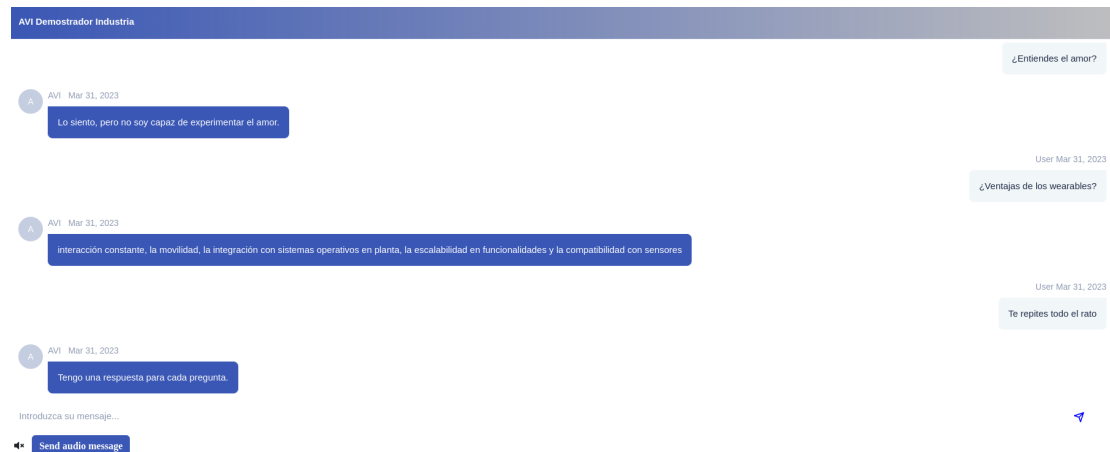 AVI Demostrador Industria
¿Entiendes el amor?
A
AVI Mar 31, 2023
Lo siento, pero no soy capaz de experimentar el amor.
User Mar 31, 2023
¿Ventajas de los wearables?
A
AVI Mar 31, 2023
interacción constante, la movilidad, la integración con sistemas operativos en planta, la escalabilidad en funcionalidades y la compatibilidad con sensores
User Mar 31, 2023
Te repites todo el rato
A
AVI Mar 31, 2023
Tengo una respuesta para cada pregunta.
Introduzca su mensaje...
Send audio message